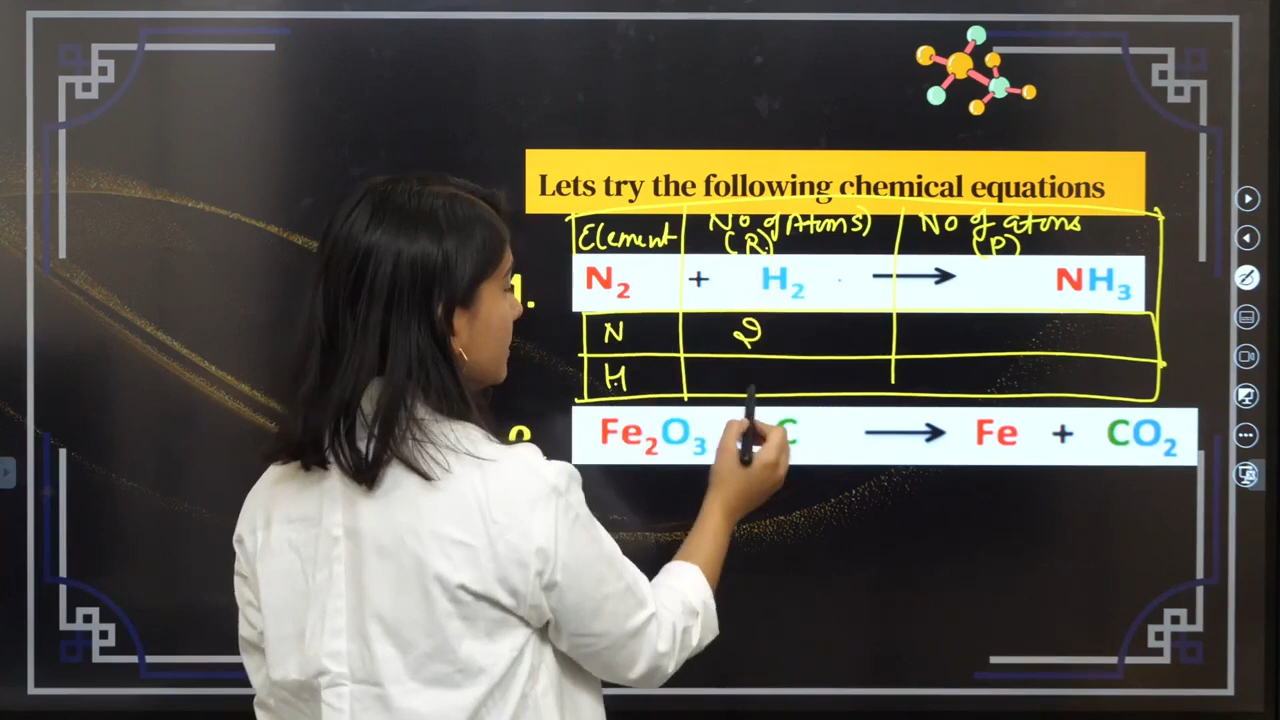 Lets try the following chemical equations
Element No of Atoms) No of atoms
(R) (P)
1. N₂ + H₂ → NH₃
N 2
H
Fe₂O₃ C → Fe + CO₂